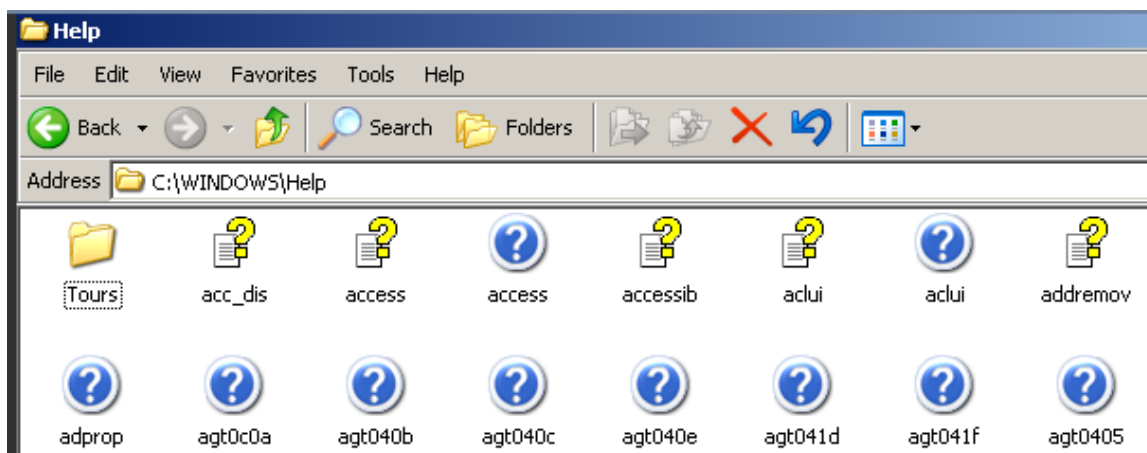 Help
File Edit View Favorites Tools Help
Back Search Folders
Address C:\WINDOWS\Help
Tours acc_dis access access accessib aclui aclui addremov
adprop agt0c0a agt040b agt040c agt040e agt041d agt041f agt0405